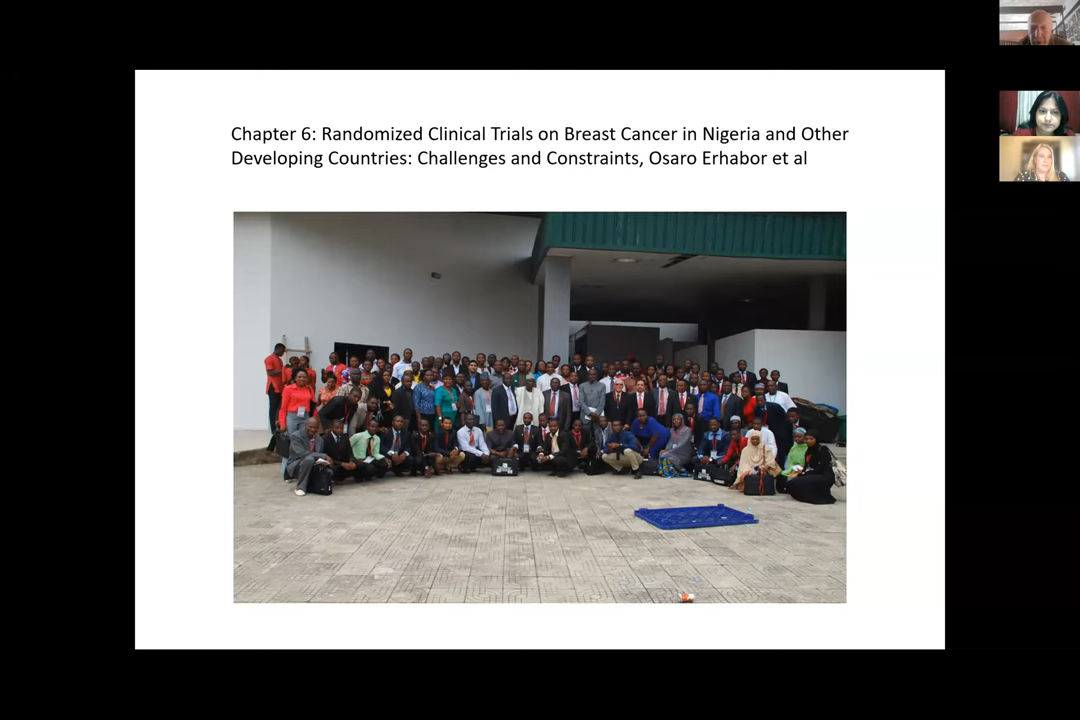 Chapter 6: Randomized Clinical Trials on Breast Cancer in Nigeria and Other
Developing Countries: Challenges and Constraints, Osaro Erhabor et al